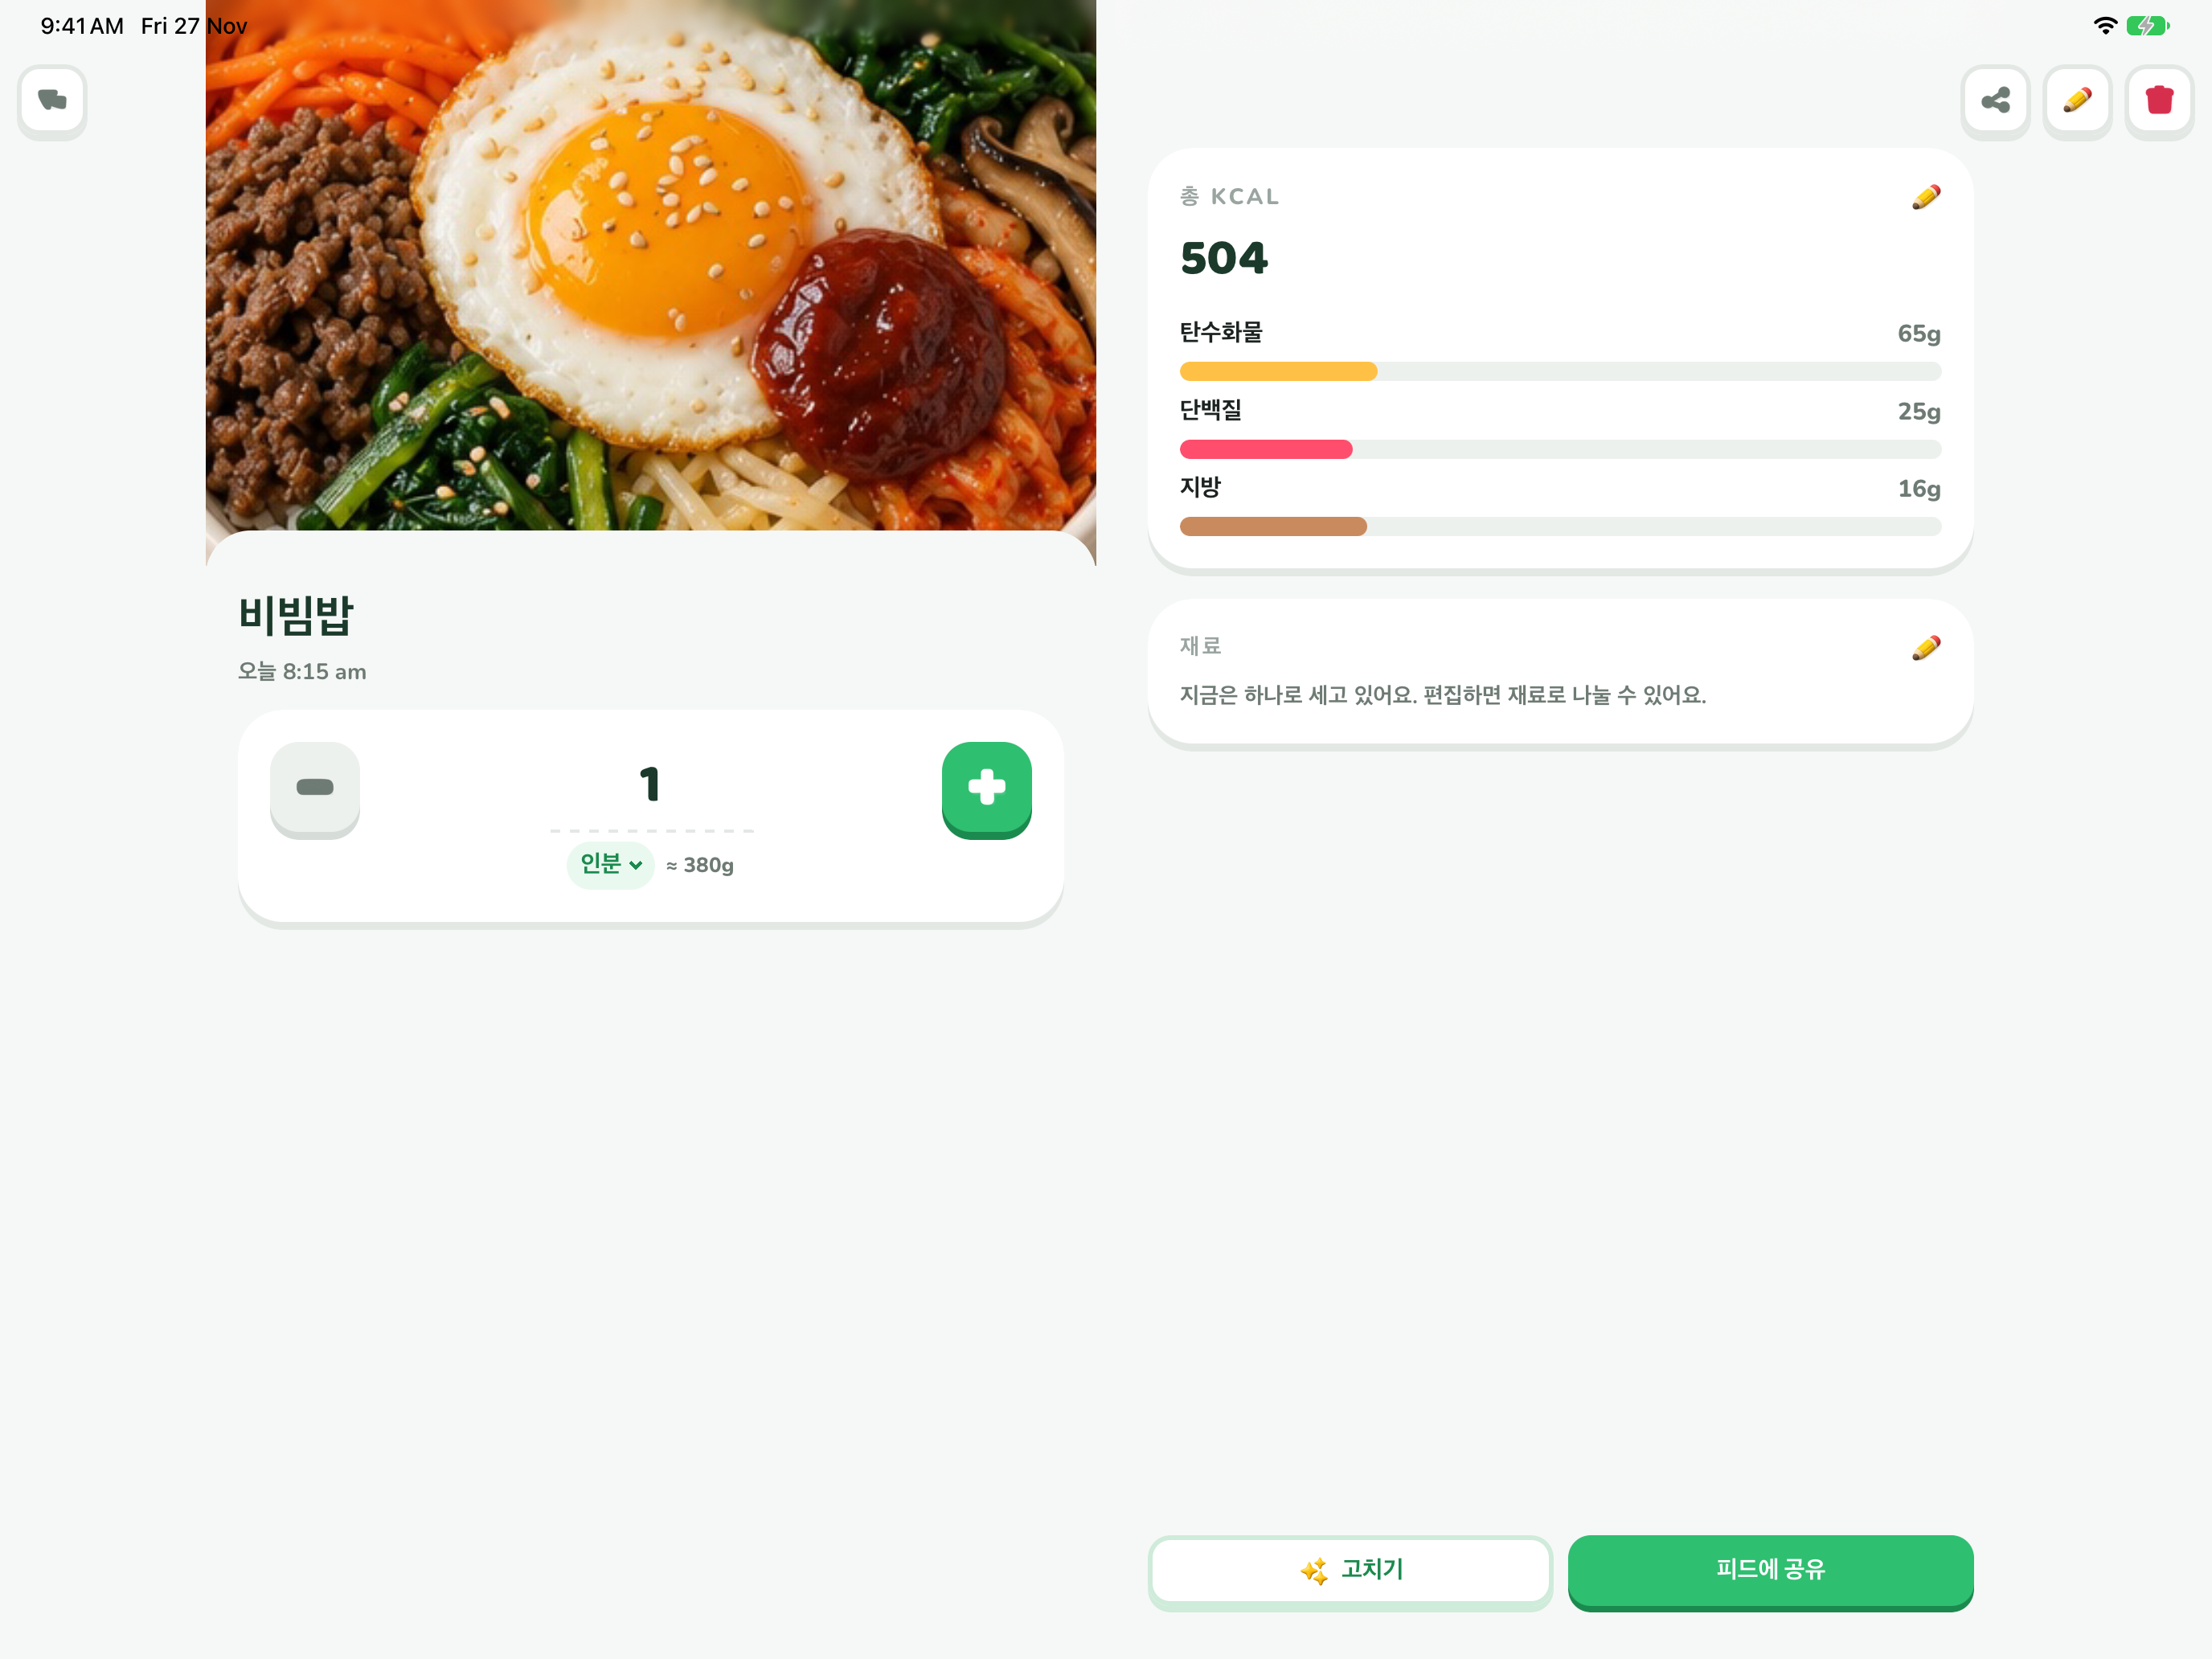 9:41 AM Fri 27 Nov
비빔밥
오늘 8:15 am
1
인분 ≈ 380g
총 KCAL
504
탄수화물 65g
단백질 25g
지방 16g
재료
지금은 하나로 세고 있어요. 편집하면 재료로 나눌 수 있어요.
고치기
피드에 공유